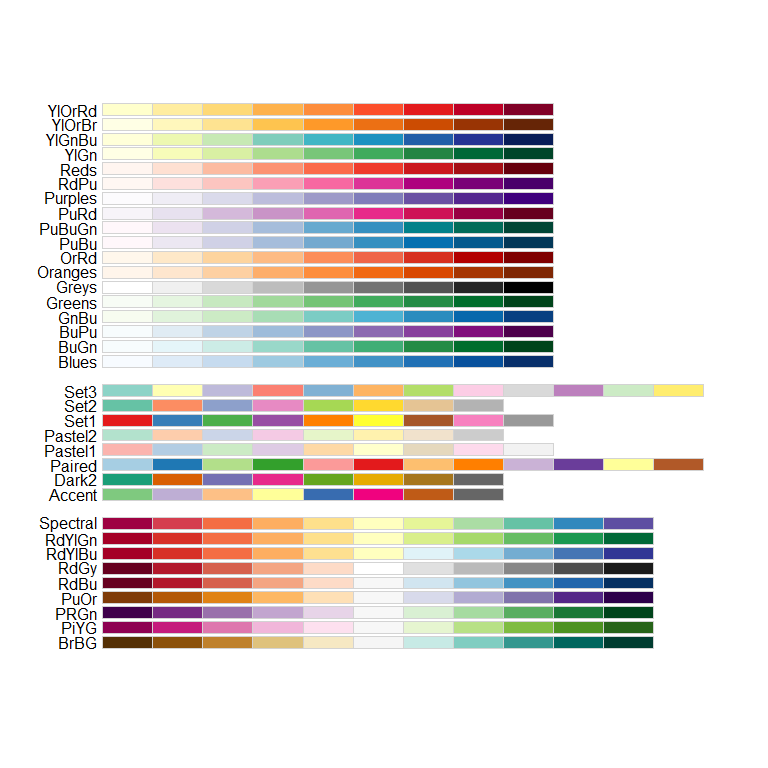 YlOrRd
YlOrBr
YlGnBu
YlGn
Reds
RdPu
Purples
PuRd
PuBuGn
PuBu
OrRd
Oranges
Greys
Greens
GnBu
BuPu
BuGn
Blues
Set3
Set2
Set1
Pastel2
Pastel1
Paired
Dark2
Accent
Spectral
RdYlGn
RdYlBu
RdGy
RdBu
PuOr
PRGn
PiYG
BrBG